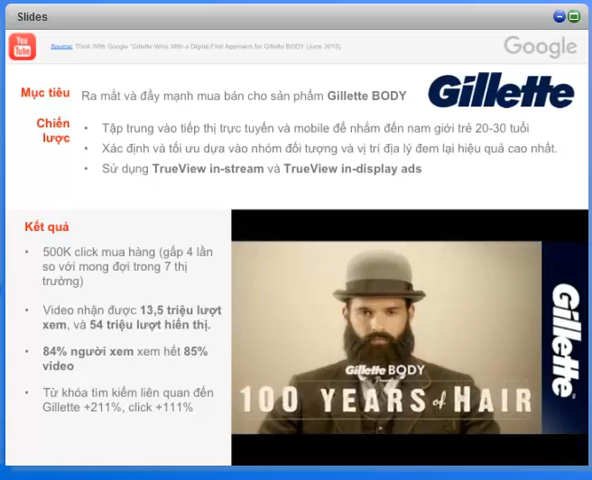 Slides
You
Tube
Source: Think With Google "Gillette Wins With a Digital-First Approach for Gillette BODY (June 2015)
Google
Mục tiêu
Ra mắt và đẩy mạnh mua bán cho sản phẩm Gillette BODY
Gillette
Chiến
lược
• Tập trung vào tiếp thị trực tuyến và mobile để nhắm đến nam giới trẻ 20-30 tuổi
• Xác định và tối ưu dựa vào nhóm đối tượng và vị trí địa lý đem lại hiệu quả cao nhất.
• Sử dụng TrueView in-stream và TrueView in-display ads
Kết quả
• 500K click mua hàng (gấp 4 lần
so với mong đợi trong 7 thị
trường)
• Video nhận được 13,5 triệu lượt
xem, và 54 triệu lượt hiển thị.
• 84% người xem xem hết 85%
video
• Từ khóa tìm kiếm liên quan đến
Gillette +211%, click +111%
Gillette BODY
100 YEARS of HAIR
Gillette